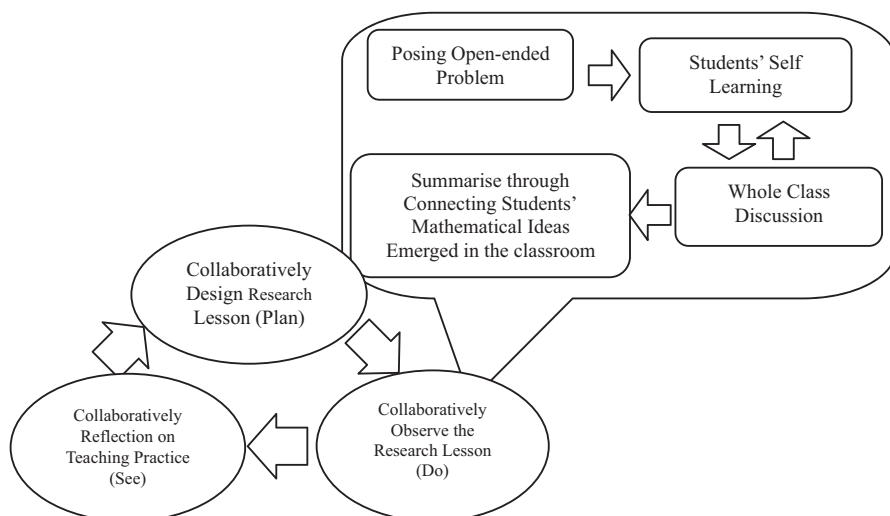 Posing Open-ended
Problem
Students’ Self
Learning
Whole Class
Discussion
Summarise through
Connecting Students’
Mathematical Ideas
Emerged in the classroom
Collaboratively
Design Research
Lesson (Plan)
Collaboratively
Observe the
Research Lesson
(Do)
Collaboratively
Reflection on
Teaching Practice
(See)